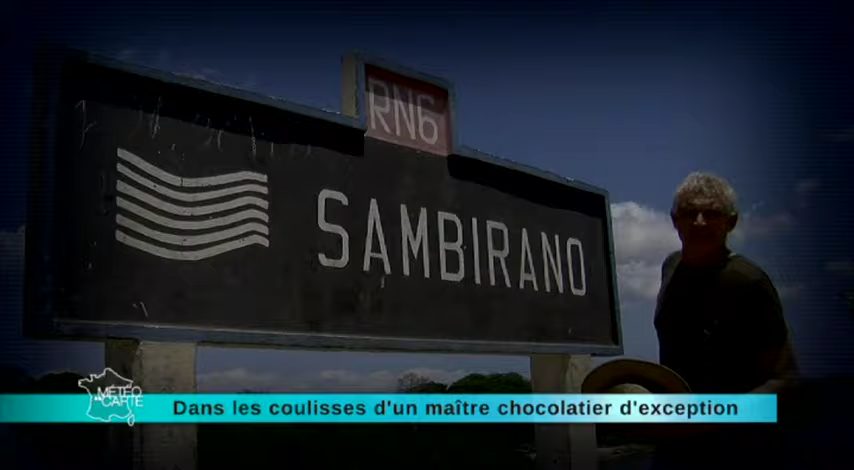 RN6
SAMBIRANO
MÉTÉO
À LA
CARTE
Dans les coulisses d'un maître chocolatier d'exception